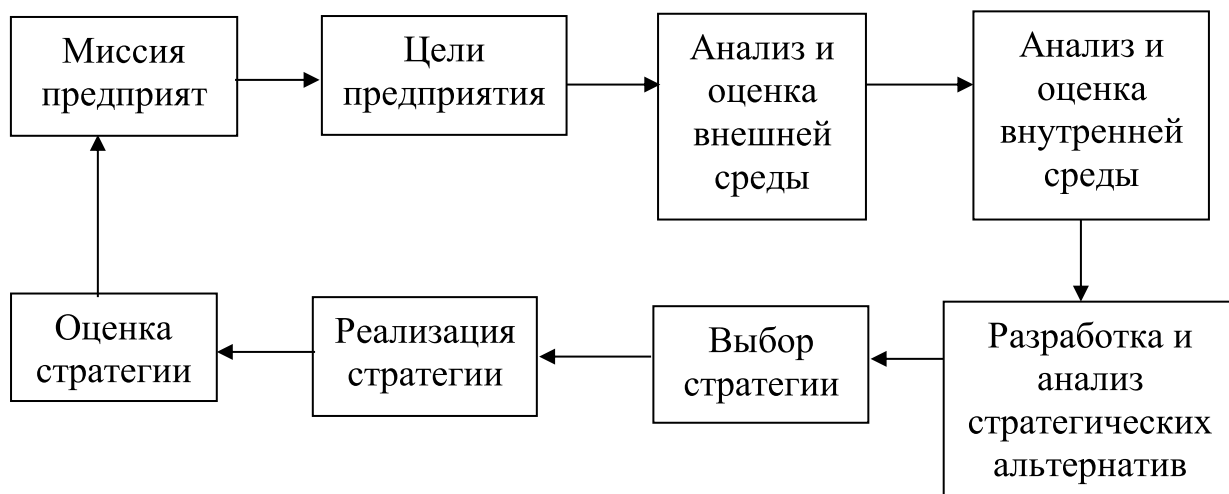 Миссия
предприят
Цели
предприятия
Анализ и
оценка
внешней
среды
Анализ и
оценка
внутренней
среды
Разработка и
анализ
стратегических
альтернатив
Выбор
стратегии
Реализация
стратегии
Оценка
стратегии